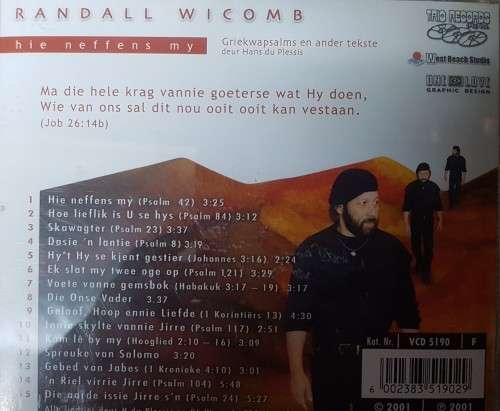 RANDALL WICOMB
hie neffens my
Griekwapsalms en ander tekste
deur Hans du Plessis
TRIO RECORDS
West Beach Studio
ONE LOVE
GRAPHIC DESIGN
Ma die hele krag vannie goeterse wat Hy doen,
Wie van ons sal dit nou ooit ooit kan vestaan.
(Job 26:14b)
1 Hie neffens my (Psalm 42) 3:25
2 Hoe lieflik is U se hys (Psalm 84) 3:12
3 Skawagter (Psalm 23) 3:37
4 Dosie 'n lantie (Psalm 8) 3:19
5 Hy't Hy se kjent gestier (Johannes 3:16) 2:24
6 Ek slat my twee oge op (Psalm 121) 3:29
7 Voete vanne gemsbok (Habakuk 3:17 – 19) 3:17
8 Die Onse Vader 3.37
9 Geloof, Hoop ennie Liefde (1 Korinthiërs 13) 4:30
10 Innie skylte vannie Jirre (Psalm 117) 2:51
11 Kom lê by my (Hooglied 2:10 – 16) 3:09
12 Spreuke van Salomo 3:20
13 Gebed van Jabes (1 Kronieke 4:10) 3:31
14 'n Riel virrie Jirre (Psalm 104) 5:48
15 Die aarde issie Jirre s'n (Psalm 24) 5:27
Kat. Nr. VCD 5190 F
6 002383 519029
℗ 2001 © 2001